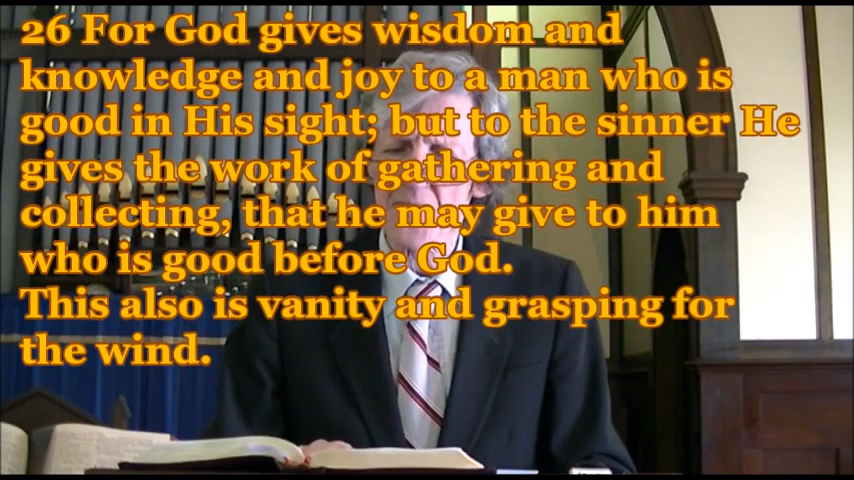 26 For God gives wisdom and
knowledge and joy to a man who is
good in His sight; but to the sinner He
gives the work of gathering and
collecting, that he may give to him
who is good before God.
This also is vanity and grasping for
the wind.